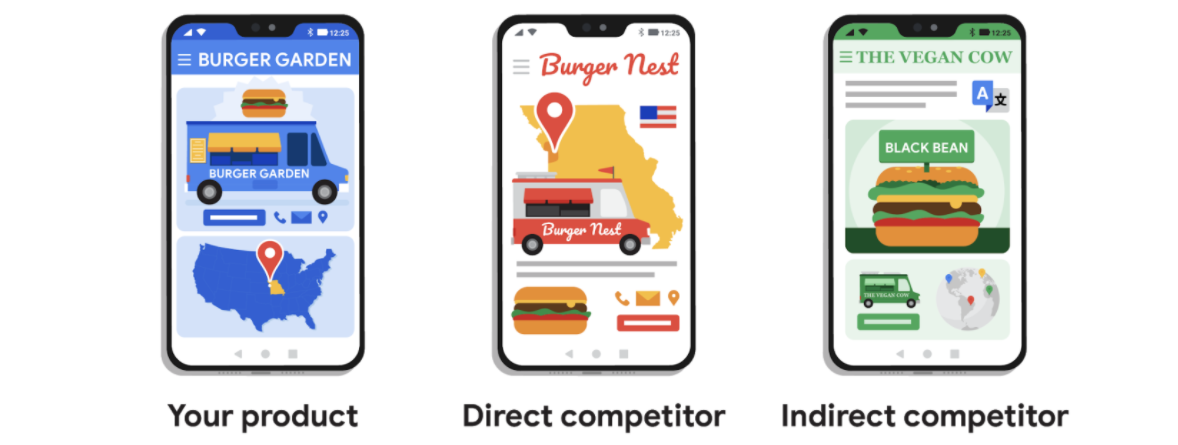 12:25
BURGER GARDEN
BURGER GARDEN
Your product
12:25
Burger Nest
Burger Nest
Direct competitor
12:25
THE VEGAN COW
A 文
BLACK BEAN
THE VEGAN COW
Indirect competitor